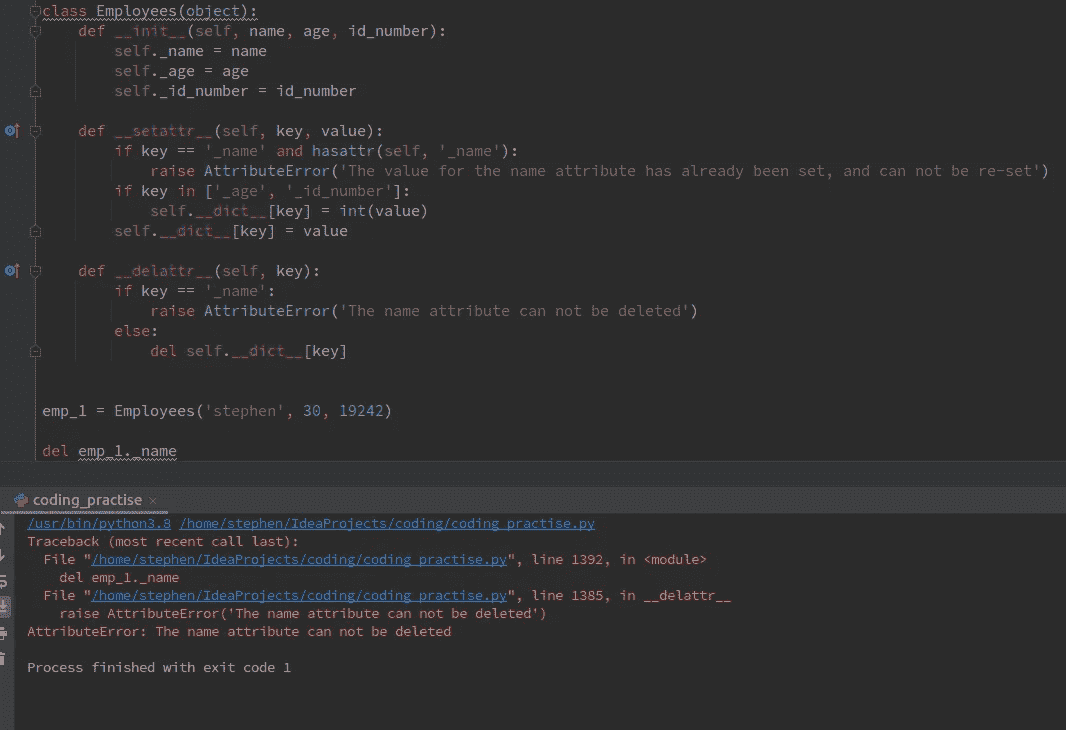 class Employees(object):
    def __init__(self, name, age, id_number):
        self._name = name
        self._age = age
        self._id_number = id_number
    def __setattr__(self, key, value):
        if key == '_name' and hasattr(self, '_name'):
            raise AttributeError('The value for the name attribute has already been set, and can not be re-set')
        if key in ['_age', '_id_number']:
            self.__dict__[key] = int(value)
        self.__dict__[key] = value
    def __delattr__(self, key):
        if key == '_name':
            raise AttributeError('The name attribute can not be deleted')
        else:
            del self.__dict__[key]
emp_1 = Employees('stephen', 30, 19242)
del emp_1._name
coding_practise ×
/usr/bin/python3.8 /home/stephen/IdeaProjects/coding/coding_practise.py
Traceback (most recent call last):
  File "/home/stephen/IdeaProjects/coding/coding_practise.py", line 1392, in <module>
    del emp_1._name
  File "/home/stephen/IdeaProjects/coding/coding_practise.py", line 1385, in __delattr__
    raise AttributeError('The name attribute can not be deleted')
AttributeError: The name attribute can not be deleted
Process finished with exit code 1